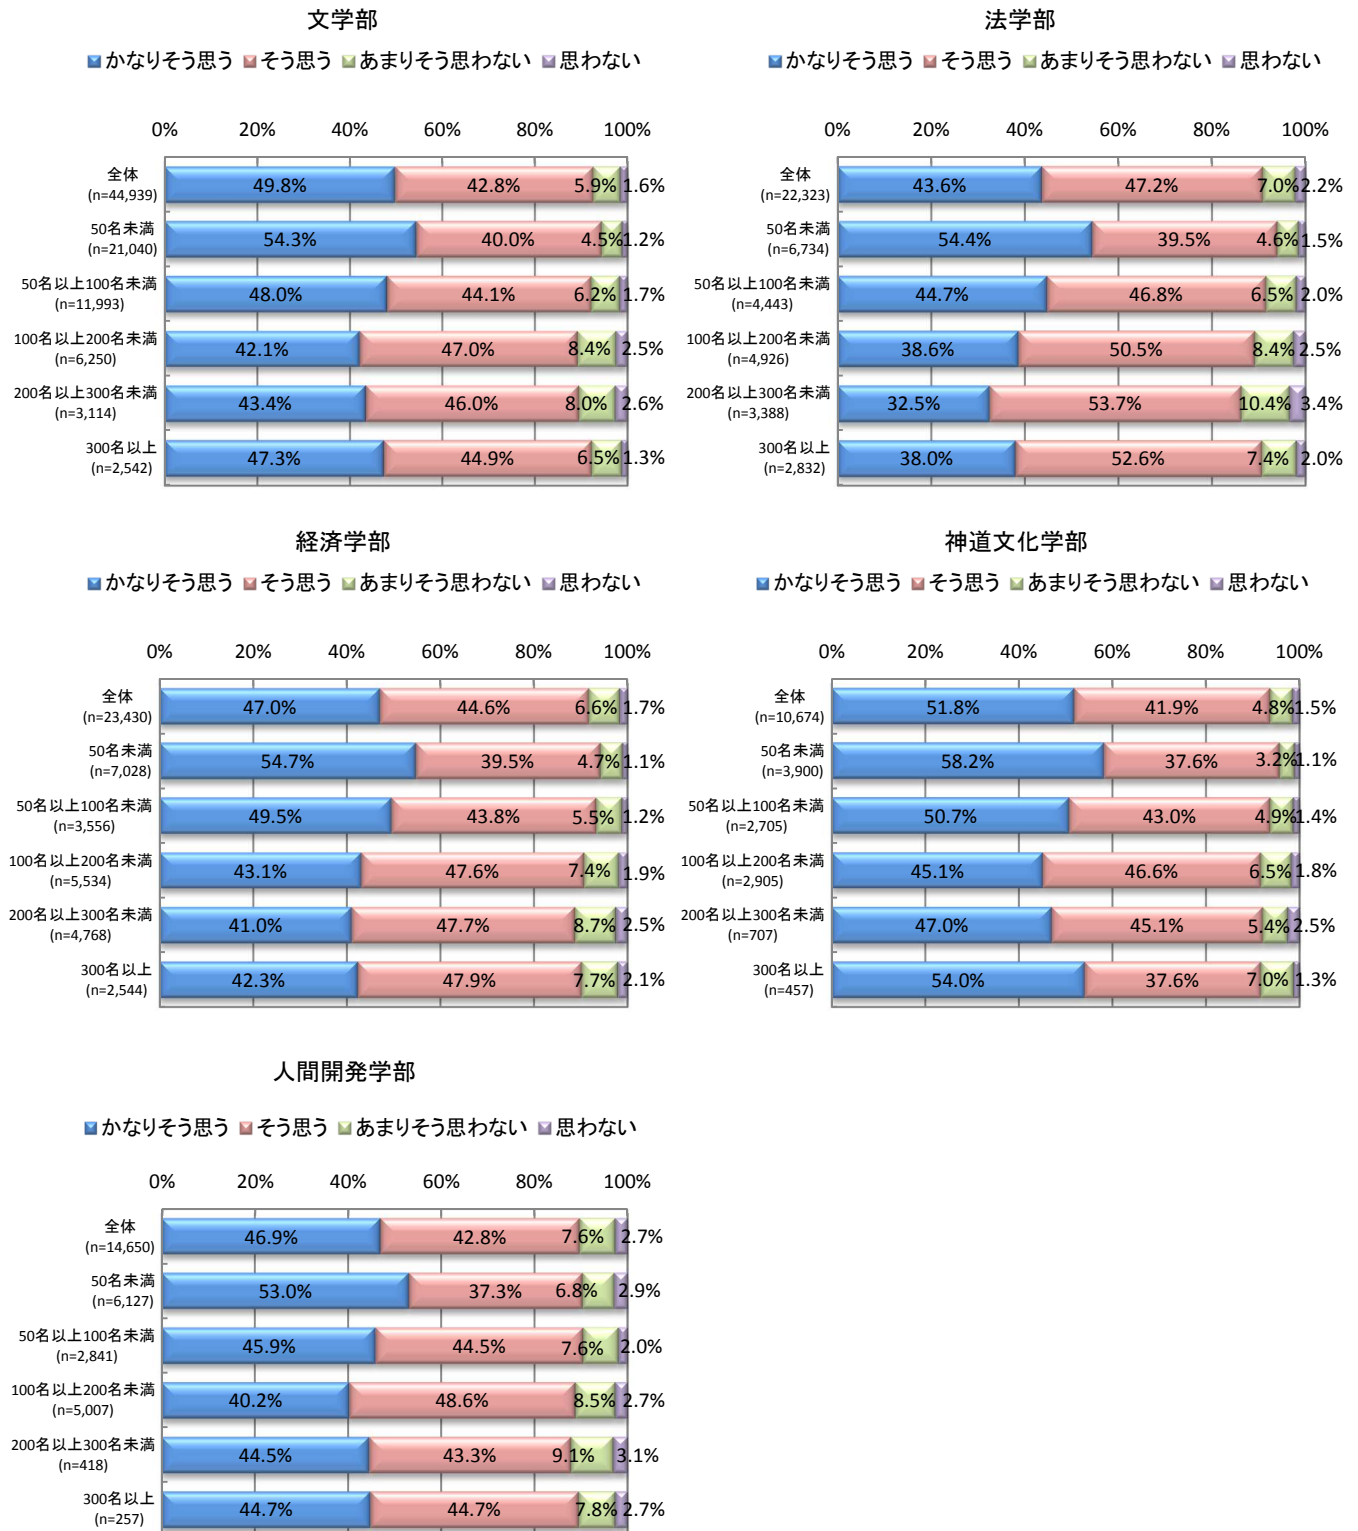 文学部
かなりそう思う そう思う あまりそう思わない 思わない
0% 20% 40% 60% 80% 100%
全体
(n=44,939)
49.8% 42.8% 5.9% 1.6%
50名未満
(n=21,040)
54.3% 40.0% 4.5% 1.2%
50名以上100名未満
(n=11,993)
48.0% 44.1% 6.2% 1.7%
100名以上200名未満
(n=6,250)
42.1% 47.0% 8.4% 2.5%
200名以上300名未満
(n=3,114)
43.4% 46.0% 8.0% 2.6%
300名以上
(n=2,542)
47.3% 44.9% 6.5% 1.3%
法学部
かなりそう思う そう思う あまりそう思わない 思わない
0% 20% 40% 60% 80% 100%
全体
(n=22,323)
43.6% 47.2% 7.0% 2.2%
50名未満
(n=6,734)
54.4% 39.5% 4.6% 1.5%
50名以上100名未満
(n=4,443)
44.7% 46.8% 6.5% 2.0%
100名以上200名未満
(n=4,926)
38.6% 50.5% 8.4% 2.5%
200名以上300名未満
(n=3,388)
32.5% 53.7% 10.4% 3.4%
300名以上
(n=2,832)
38.0% 52.6% 7.4% 2.0%
経済学部
かなりそう思う そう思う あまりそう思わない 思わない
0% 20% 40% 60% 80% 100%
全体
(n=23,430)
47.0% 44.6% 6.6% 1.7%
50名未満
(n=7,028)
54.7% 39.5% 4.7% 1.1%
50名以上100名未満
(n=3,556)
49.5% 43.8% 5.5% 1.2%
100名以上200名未満
(n=5,534)
43.1% 47.6% 7.4% 1.9%
200名以上300名未満
(n=4,768)
41.0% 47.7% 8.7% 2.5%
300名以上
(n=2,544)
42.3% 47.9% 7.7% 2.1%
神道文化学部
かなりそう思う そう思う あまりそう思わない 思わない
0% 20% 40% 60% 80% 100%
全体
(n=10,674)
51.8% 41.9% 4.8% 1.5%
50名未満
(n=3,900)
58.2% 37.6% 3.2% 1.1%
50名以上100名未満
(n=2,705)
50.7% 43.0% 4.9% 1.4%
100名以上200名未満
(n=2,905)
45.1% 46.6% 6.5% 1.8%
200名以上300名未満
(n=707)
47.0% 45.1% 5.4% 2.5%
300名以上
(n=457)
54.0% 37.6% 7.0% 1.3%
人間開発学部
かなりそう思う そう思う あまりそう思わない 思わない
0% 20% 40% 60% 80% 100%
全体
(n=14,650)
46.9% 42.8% 7.6% 2.7%
50名未満
(n=6,127)
53.0% 37.3% 6.8% 2.9%
50名以上100名未満
(n=2,841)
45.9% 44.5% 7.6% 2.0%
100名以上200名未満
(n=5,007)
40.2% 48.6% 8.5% 2.7%
200名以上300名未満
(n=418)
44.5% 43.3% 9.1% 3.1%
300名以上
(n=257)
44.7% 44.7% 7.8% 2.7%